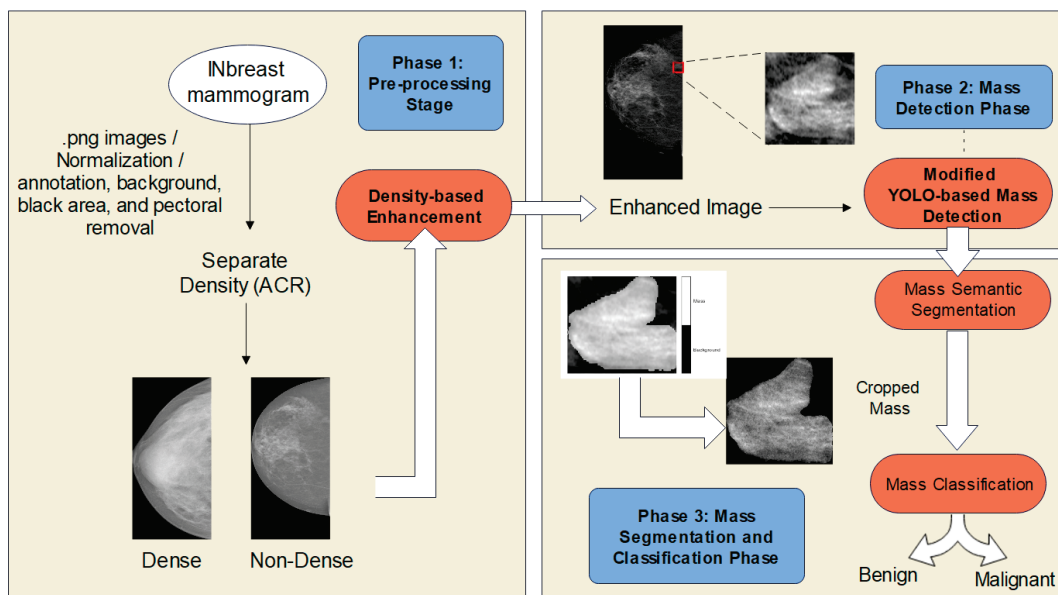 INbreast
mammogram
Phase 1:
Pre-processing
Stage
.png images /
Normalization /
annotation, background,
black area, and pectoral
removal
Density-based
Enhancement
Separate
Density (ACR)
Dense
Non-Dense
Phase 2: Mass
Detection Phase
Enhanced Image
Modified
YOLO-based Mass
Detection
Mass Semantic
Segmentation
Mass
Background
Cropped
Mass
Mass Classification
Phase 3: Mass
Segmentation and
Classification Phase
Benign
Malignant